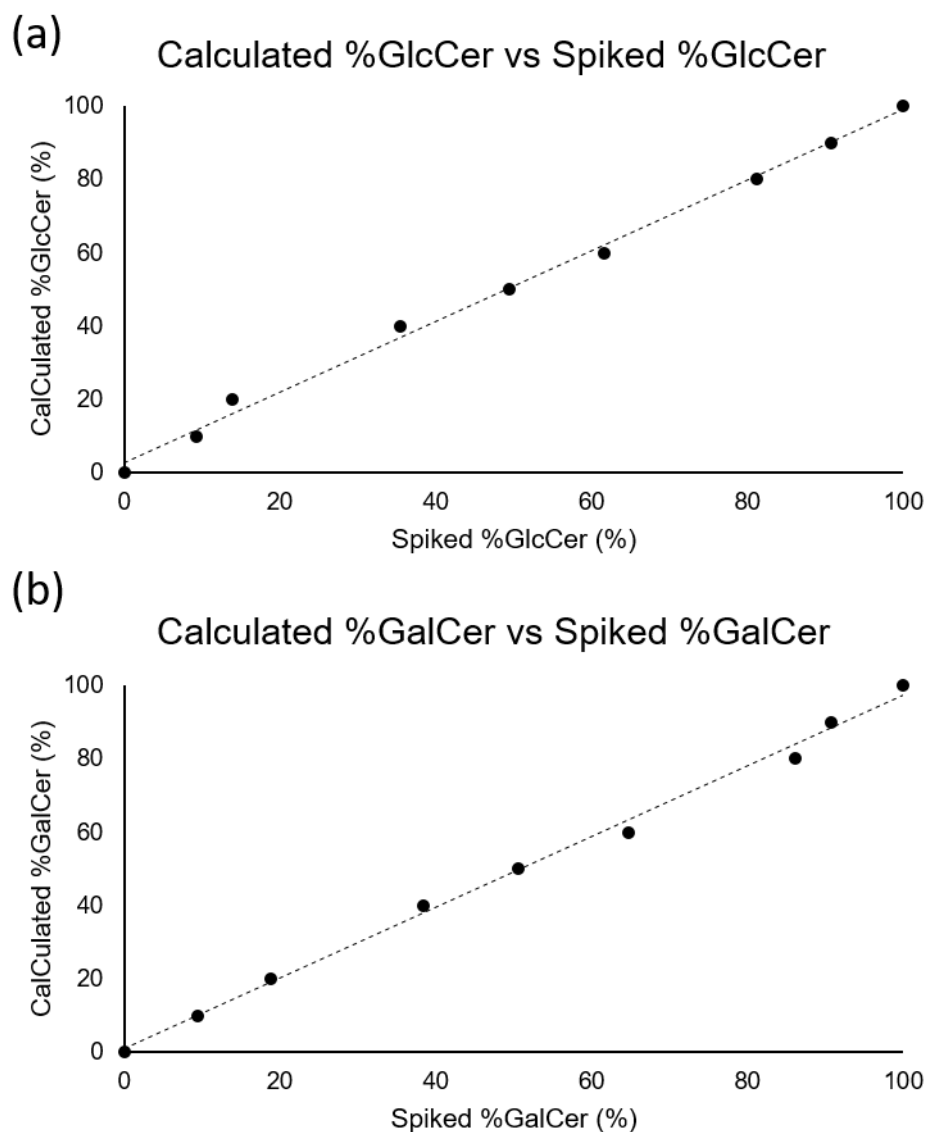 (a)
Calculated %GlcCer vs Spiked %GlcCer
CalCulated %GlcCer (%)
100
80
60
40
20
0
0 20 40 60 80 100
Spiked %GlcCer (%)
(b)
Calculated %GalCer vs Spiked %GalCer
CalCulated %GalCer (%)
100
80
60
40
20
0
0 20 40 60 80 100
Spiked %GalCer (%)